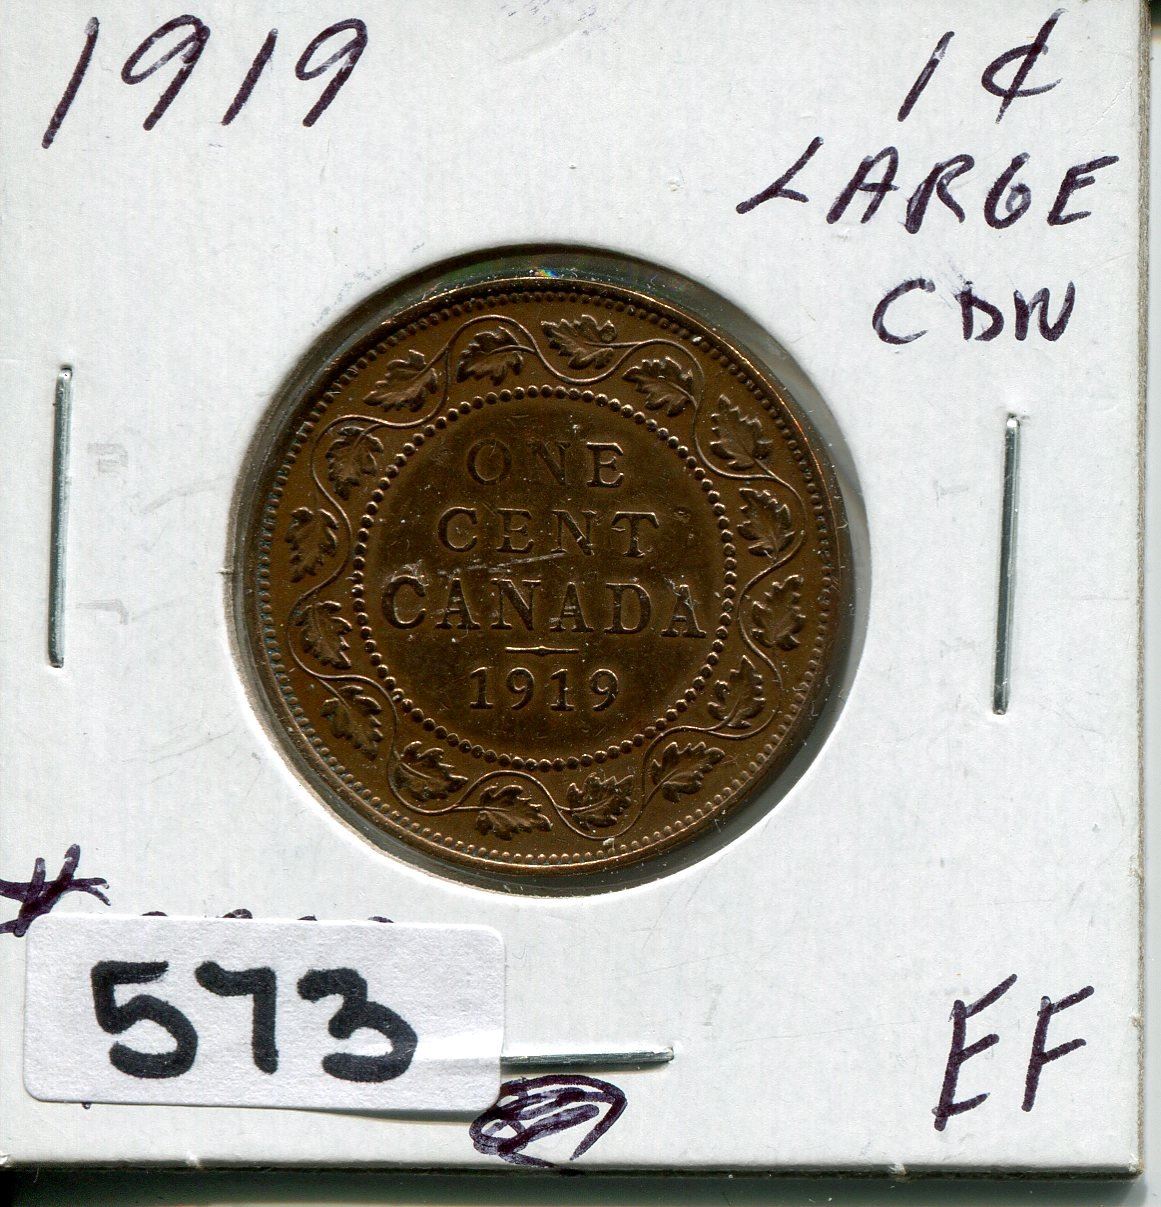 1919
1¢
LARGE
CDN
ONE
CENT
CANADA
1919
573
EF